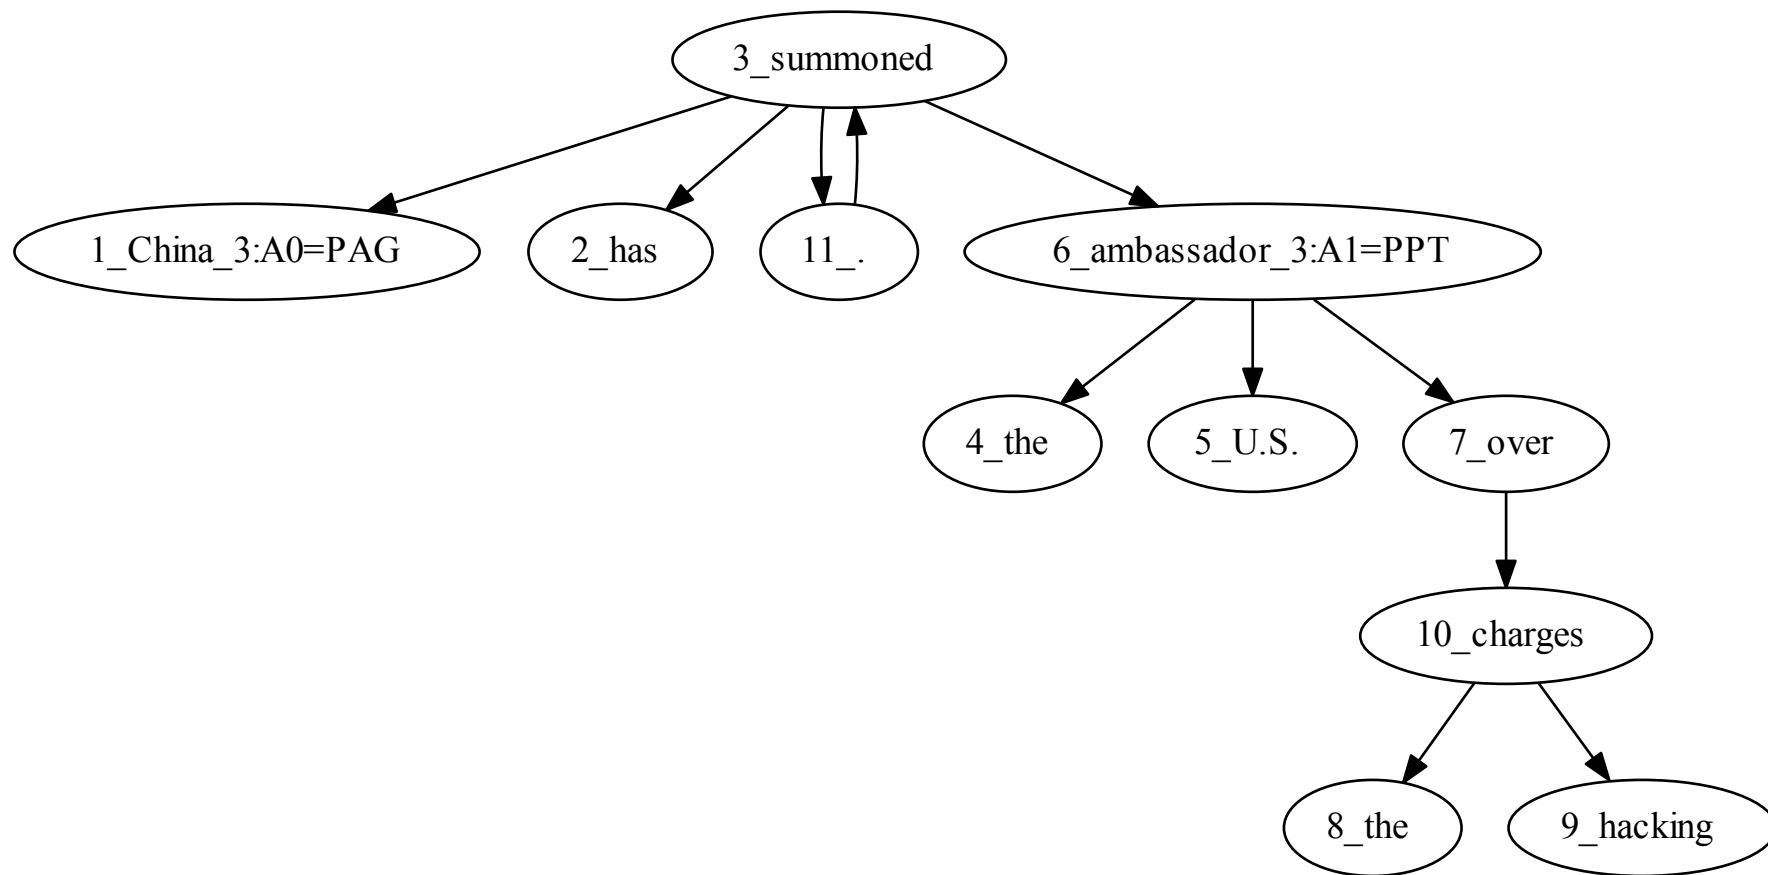 3_summoned
1_China_3:A0=PAG
2_has
11_.
6_ambassador_3:A1=PPT
4_the
5_U.S.
7_over
10_charges
8_the
9_hacking